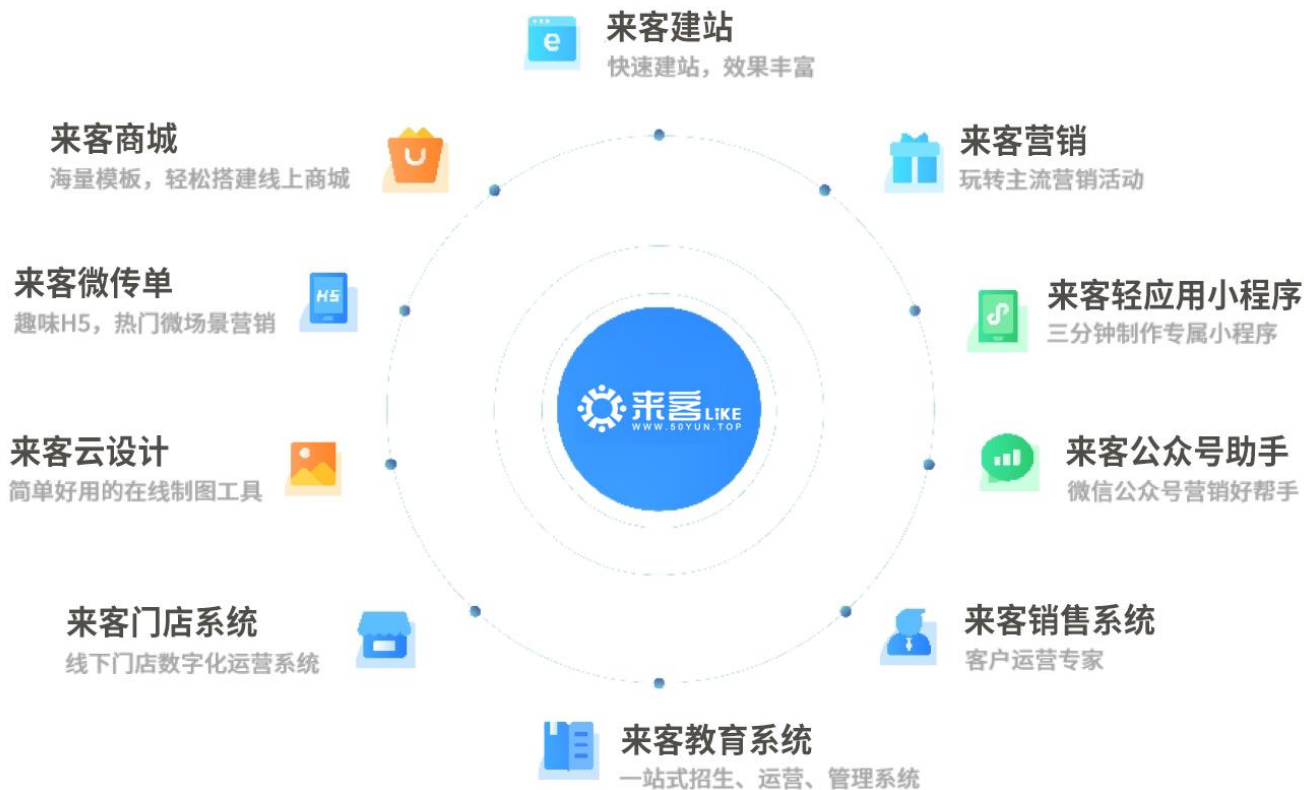 来客建站
快速建站，效果丰富
来客商城
海量模板，轻松搭建线上商城
来客营销
玩转主流营销活动
来客微传单
趣味H5，热门微场景营销
H5
来客轻应用小程序
三分钟制作专属小程序
来客LiKE
WWW.50YUN.TOP
来客云设计
简单好用的在线制图工具
来客公众号助手
微信公众号营销好帮手
来客门店系统
线下门店数字化运营系统
来客销售系统
客户运营专家
来客教育系统
一站式招生、运营、管理系统